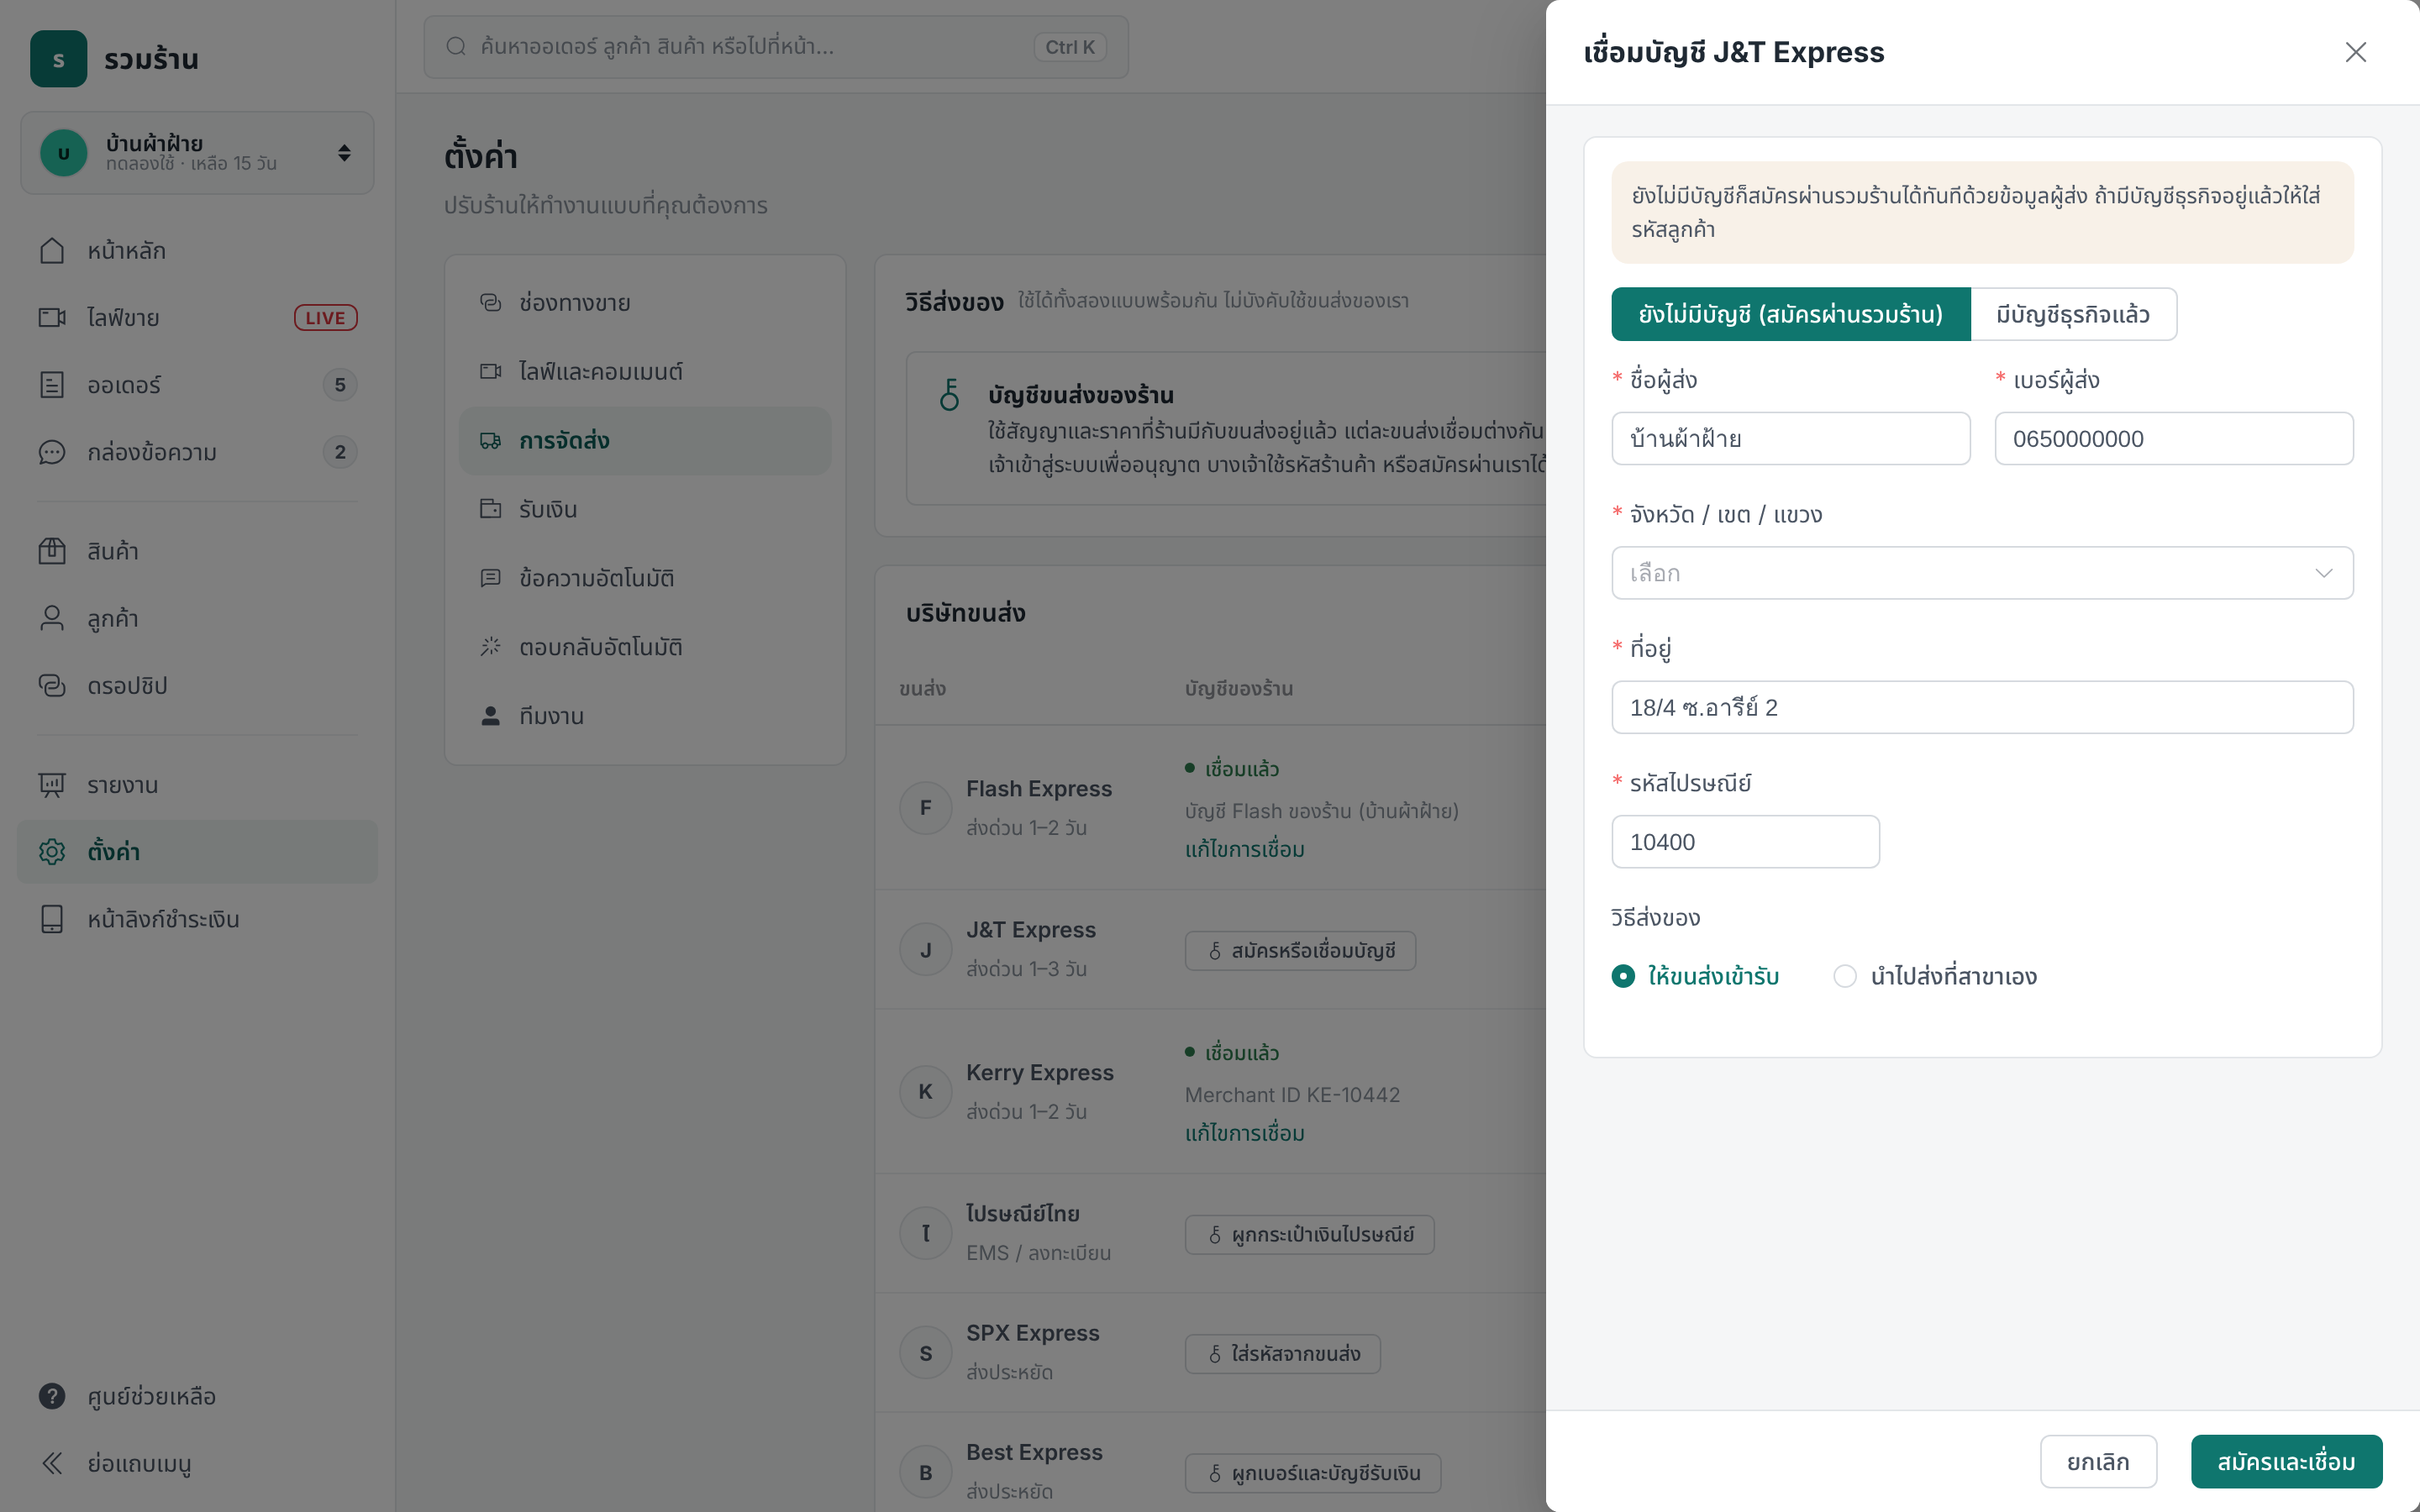 s รวมร้าน
บ บ้านผ้าฝ้าย
ทดลองใช้ · เหลือ 15 วัน
หน้าหลัก
ไลฟ์ขาย LIVE
ออเดอร์ 5
กล่องข้อความ 2
สินค้า
ลูกค้า
ดรอปชิป
รายงาน
ตั้งค่า
หน้าลิงก์ชำระเงิน
ศูนย์ช่วยเหลือ
ย่อแถบเมนู
ค้นหาออเดอร์ ลูกค้า สินค้า หรือไปที่หน้า... Ctrl K
ตั้งค่า
ปรับร้านให้ทำงานแบบที่คุณต้องการ
ช่องทางขาย
ไลฟ์และคอมเมนต์
การจัดส่ง
รับเงิน
ข้อความอัตโนมัติ
ตอบกลับอัตโนมัติ
ทีมงาน
วิธีส่งของ ใช้ได้ทั้งสองแบบพร้อมกัน ไม่บังคับใช้ขนส่งของเรา
บัญชีขนส่งของร้าน
ใช้สัญญาและราคาที่ร้านมีกับขนส่งอยู่แล้ว แต่ละขนส่งเชื่อมต่างกัน
เจ้าเข้าสู่ระบบเพื่ออนุญาต บางเจ้าใช้รหัสร้านค้า หรือสมัครผ่านเราได้
บริษัทขนส่ง
ขนส่ง บัญชีของร้าน
F Flash Express
ส่งด่วน 1–2 วัน
เชื่อมแล้ว
บัญชี Flash ของร้าน (บ้านผ้าฝ้าย)
แก้ไขการเชื่อม
J J&T Express
ส่งด่วน 1–3 วัน
สมัครหรือเชื่อมบัญชี
K Kerry Express
ส่งด่วน 1–2 วัน
เชื่อมแล้ว
Merchant ID KE-10442
แก้ไขการเชื่อม
ไ ไปรษณีย์ไทย
EMS / ลงทะเบียน
ผูกกระเป๋าเงินไปรษณีย์
S SPX Express
ส่งประหยัด
ใส่รหัสจากขนส่ง
B Best Express
ส่งประหยัด
ผูกเบอร์และบัญชีรับเงิน
เชื่อมบัญชี J&T Express
ยังไม่มีบัญชีก็สมัครผ่านรวมร้านได้ทันทีด้วยข้อมูลผู้ส่ง ถ้ามีบัญชีธุรกิจอยู่แล้วให้ใส่
รหัสลูกค้า
ยังไม่มีบัญชี (สมัครผ่านรวมร้าน) มีบัญชีธุรกิจแล้ว
* ชื่อผู้ส่ง * เบอร์ผู้ส่ง
บ้านผ้าฝ้าย 0650000000
* จังหวัด / เขต / แขวง
เลือก
* ที่อยู่
18/4 ซ.อารีย์ 2
* รหัสไปรษณีย์
10400
วิธีส่งของ
ให้ขนส่งเข้ารับ นำไปส่งที่สาขาเอง
ยกเลิก สมัครและเชื่อม